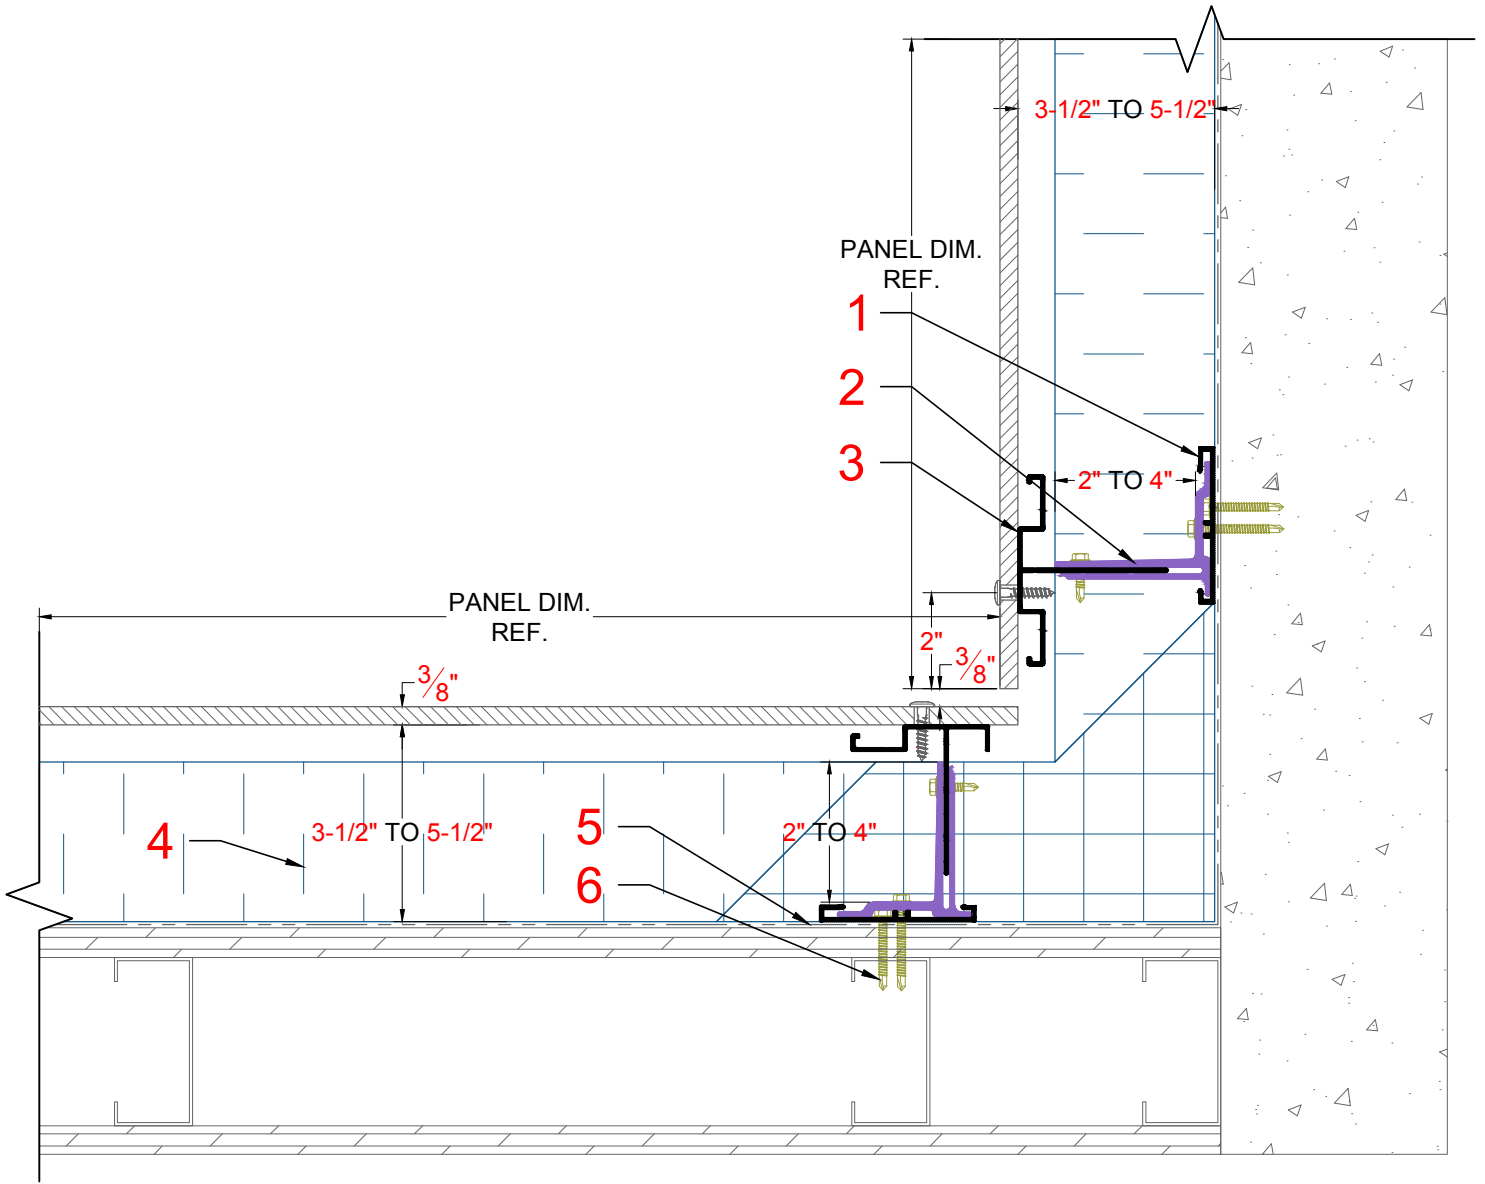 3-1/2" TO 5-1/2"
PANEL DIM.
REF.
1
2
3
2" TO 4"
PANEL DIM.
REF.
2"
3/8"
3/8"
4
3-1/2" TO 5-1/2"
5
2" TO 4"
6